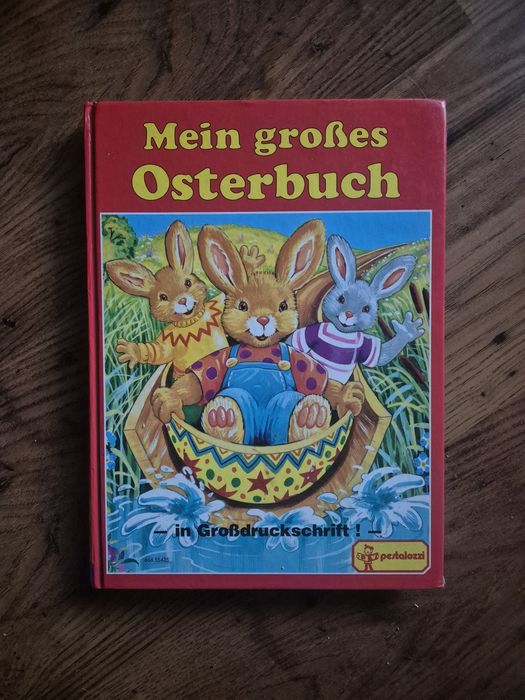 Mein großes
Osterbuch
– in Großdruckschrift ! –
pestalozzi